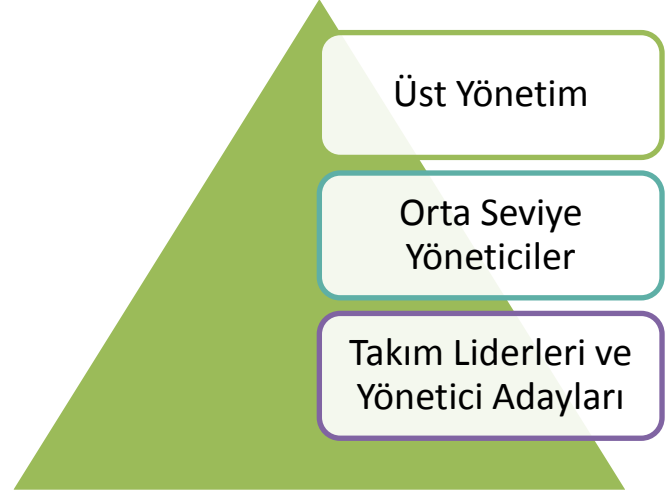 Üst Yönetim
Orta Seviye
Yöneticiler
Takım Liderleri ve
Yönetici Adayları